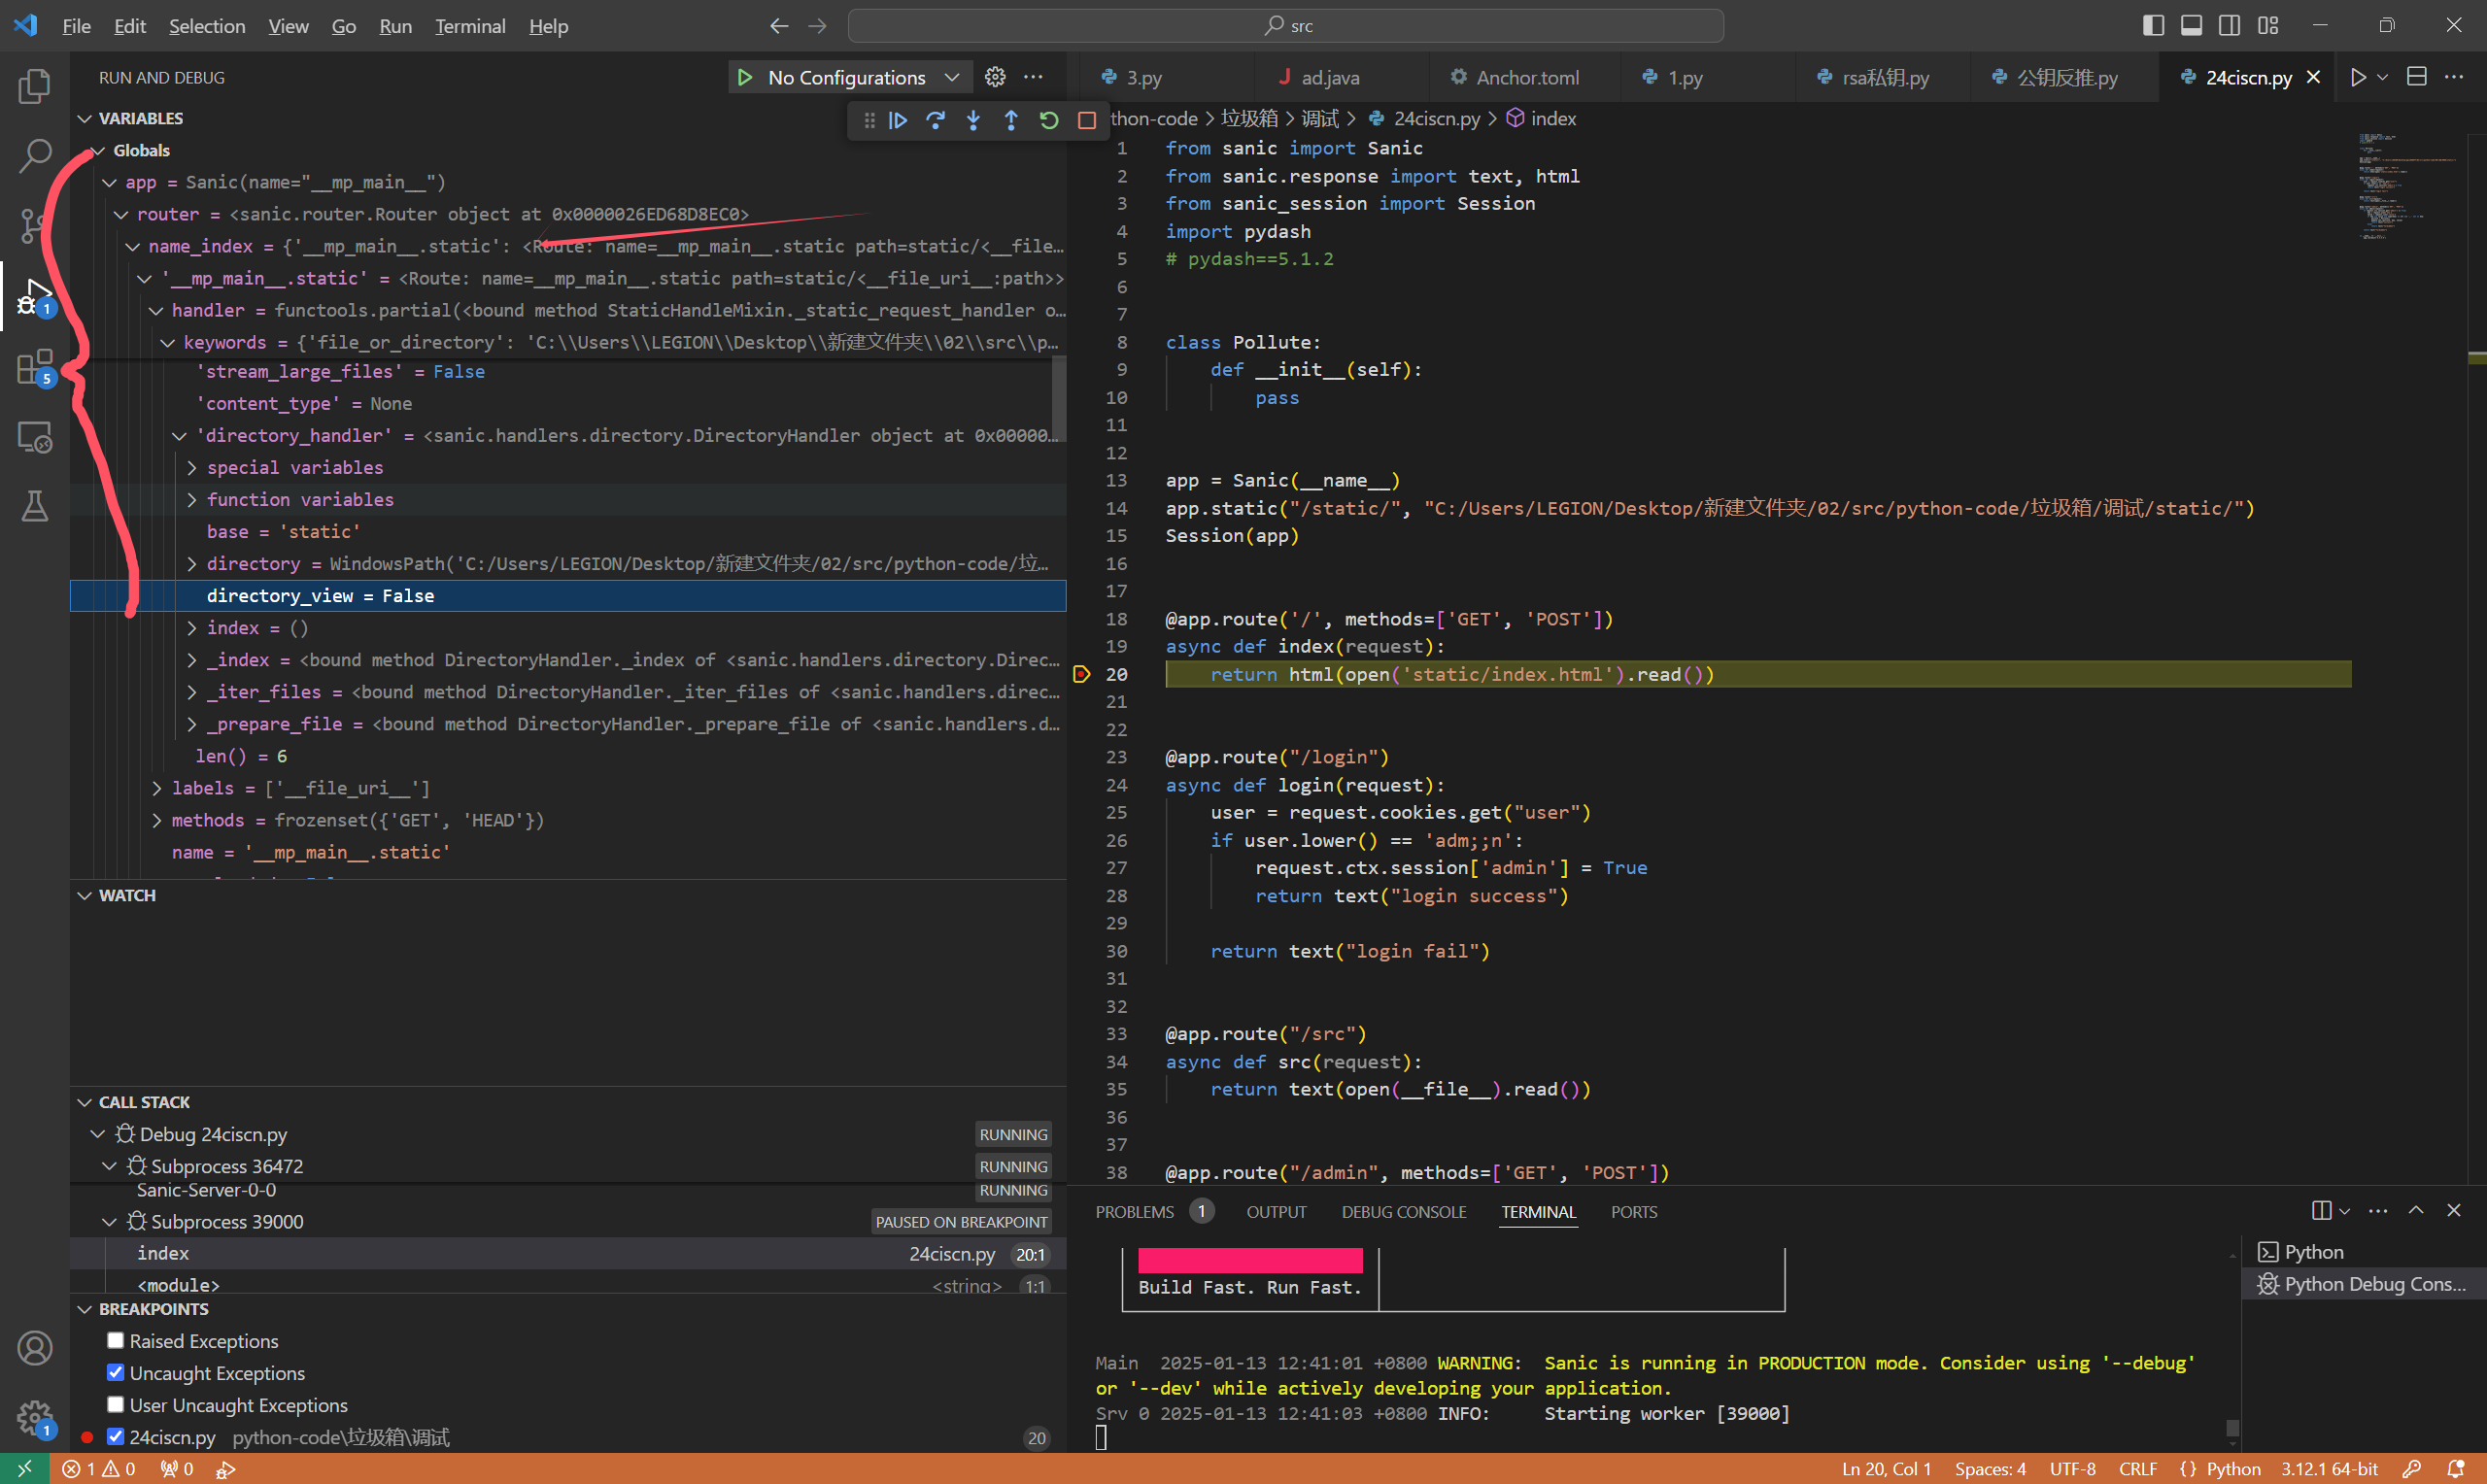 File Edit Selection View Go Run Terminal Help
src
RUN AND DEBUG
No Configurations
VARIABLES
Globals
app = Sanic(name="__mp_main__")
router = <sanic.router.Router object at 0x0000026ED68D8EC0>
name_index = {'__mp_main__.static': <Route: name=__mp_main__.static path=static/<__file…
'__mp_main__.static' = <Route: name=__mp_main__.static path=static/<__file_uri__:path>>
handler = functools.partial(<bound method StaticHandleMixin._static_request_handler o…
keywords = {'file_or_directory': 'C:\\Users\\LEGION\\Desktop\\新建文件夹\\02\\src\\p…
'stream_large_files' = False
'content_type' = None
'directory_handler' = <sanic.handlers.directory.DirectoryHandler object at 0x00000…
special variables
function variables
base = 'static'
directory = WindowsPath('C:/Users/LEGION/Desktop/新建文件夹/02/src/python-code/垃…
directory_view = False
index = ()
_index = <bound method DirectoryHandler._index of <sanic.handlers.directory.Direc…
_iter_files = <bound method DirectoryHandler._iter_files of <sanic.handlers.direc…
_prepare_file = <bound method DirectoryHandler._prepare_file of <sanic.handlers.d…
len() = 6
labels = ['__file_uri__']
methods = frozenset({'GET', 'HEAD'})
name = '__mp_main__.static'
WATCH
CALL STACK
Debug 24ciscn.py RUNNING
Subprocess 36472 RUNNING
Sanic-Server-0-0 RUNNING
Subprocess 39000 PAUSED ON BREAKPOINT
index 24ciscn.py 20:1
<module> <string> 1:1
BREAKPOINTS
Raised Exceptions
Uncaught Exceptions
User Uncaught Exceptions
24ciscn.py python-code\垃圾箱\调试 20
1
5
1
3.py ad.java Anchor.toml 1.py rsa私钥.py 公钥反推.py 24ciscn.py
thon-code > 垃圾箱 > 调试 > 24ciscn.py > index
1 from sanic import Sanic
2 from sanic.response import text, html
3 from sanic_session import Session
4 import pydash
5 # pydash==5.1.2
6
7
8 class Pollute:
9 def __init__(self):
10 pass
11
12
13 app = Sanic(__name__)
14 app.static("/static/", "C:/Users/LEGION/Desktop/新建文件夹/02/src/python-code/垃圾箱/调试/static/")
15 Session(app)
16
17
18 @app.route('/', methods=['GET', 'POST'])
19 async def index(request):
20 return html(open('static/index.html').read())
21
22
23 @app.route("/login")
24 async def login(request):
25 user = request.cookies.get("user")
26 if user.lower() == 'adm;;n':
27 request.ctx.session['admin'] = True
28 return text("login success")
29
30 return text("login fail")
31
32
33 @app.route("/src")
34 async def src(request):
35 return text(open(__file__).read())
36
37
38 @app.route("/admin", methods=['GET', 'POST'])
PROBLEMS 1 OUTPUT DEBUG CONSOLE TERMINAL PORTS
Build Fast. Run Fast.
Main 2025-01-13 12:41:01 +0800 WARNING: Sanic is running in PRODUCTION mode. Consider using '--debug'
or '--dev' while actively developing your application.
Srv 0 2025-01-13 12:41:03 +0800 INFO: Starting worker [39000]
Python
Python Debug Cons...
1 0 0 Ln 20, Col 1 Spaces: 4 UTF-8 CRLF {} Python 3.12.1 64-bit